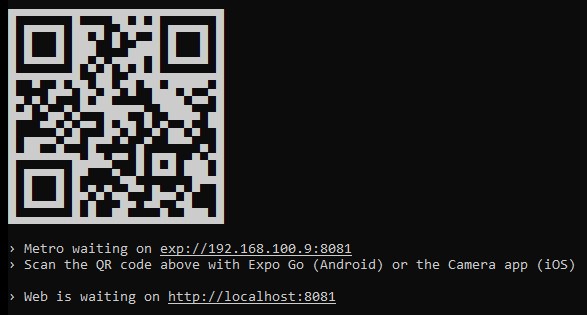 › Metro waiting on exp://192.168.100.9:8081
› Scan the QR code above with Expo Go (Android) or the Camera app (iOS)
› Web is waiting on http://localhost:8081